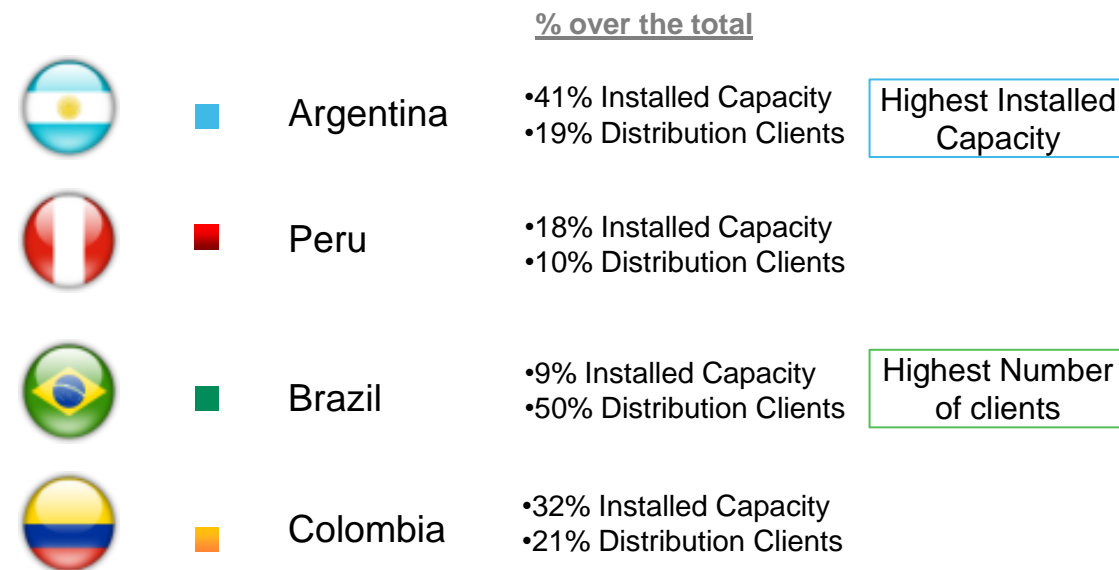 % over the total
Argentina
•41% Installed Capacity
•19% Distribution Clients
Highest Installed
Capacity
Peru
•18% Installed Capacity
•10% Distribution Clients
Brazil
•9% Installed Capacity
•50% Distribution Clients
Highest Number
of clients
Colombia
•32% Installed Capacity
•21% Distribution Clients